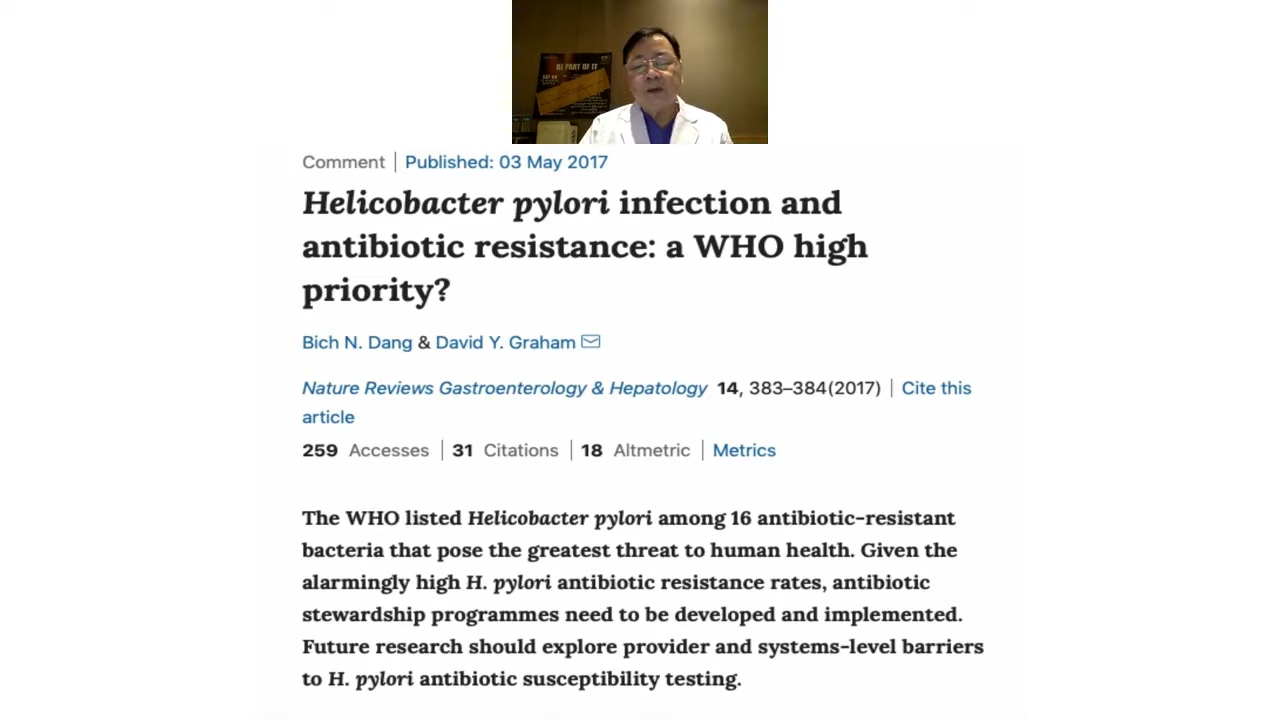 BE PART OF IT
Comment | Published: 03 May 2017
Helicobacter pylori infection and
antibiotic resistance: a WHO high
priority?
Bich N. Dang & David Y. Graham
Nature Reviews Gastroenterology & Hepatology 14, 383–384(2017) | Cite this
article
259 Accesses | 31 Citations | 18 Altmetric | Metrics
The WHO listed Helicobacter pylori among 16 antibiotic-resistant
bacteria that pose the greatest threat to human health. Given the
alarmingly high H. pylori antibiotic resistance rates, antibiotic
stewardship programmes need to be developed and implemented.
Future research should explore provider and systems-level barriers
to H. pylori antibiotic susceptibility testing.